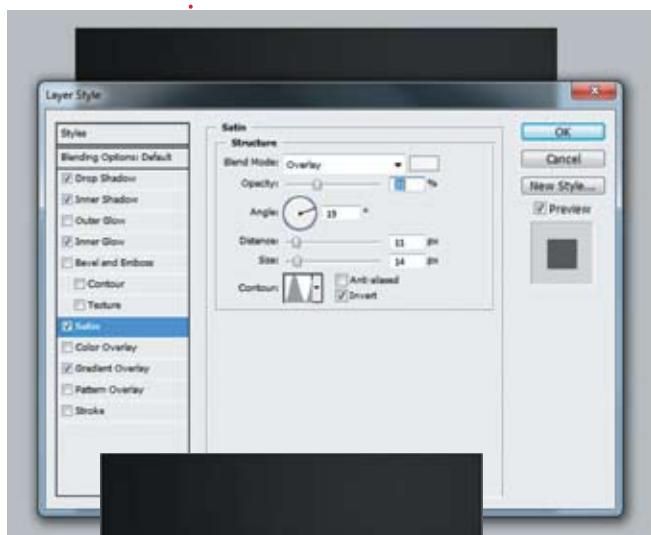 Layer Style
Styles
Blending Options: Default
Drop Shadow
Inner Shadow
Outer Glow
Inner Glow
Bevel and Emboss
Contour
Texture
Satin
Color Overlay
Gradient Overlay
Pattern Overlay
Stroke
Satin
Structure
Blend Mode: Overlay
Opacity: %
Angle: 19 °
Distance: 11 px
Size: 14 px
Contour: Anti-aliased
Invert
OK
Cancel
New Style...
Preview